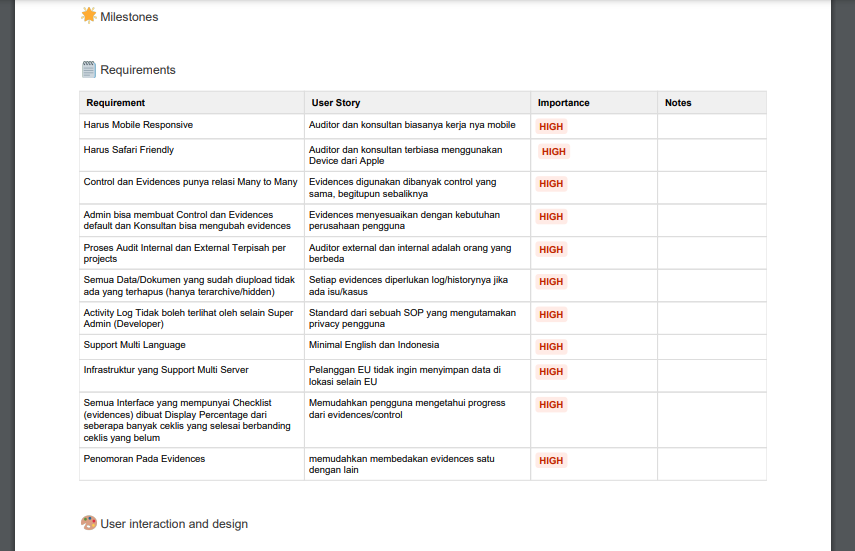 Milestones
Requirements
Requirement User Story Importance Notes
Harus Mobile Responsive Auditor dan konsultan biasanya kerja nya mobile HIGH
Harus Safari Friendly Auditor dan konsultan terbiasa menggunakan HIGH
Device dari Apple
Control dan Evidences punya relasi Many to Many Evidences digunakan dibanyak control yang HIGH
sama, begitupun sebaliknya
Admin bisa membuat Control dan Evidences Evidences menyesuaikan dengan kebutuhan HIGH
default dan Konsultan bisa mengubah evidences perusahaan pengguna
Proses Audit Internal dan External Terpisah per Auditor external dan internal adalah orang yang HIGH
projects berbeda
Semua Data/Dokumen yang sudah diupload tidak Setiap evidences diperlukan log/historynya jika HIGH
ada yang terhapus (hanya terarchive/hidden) ada isu/kasus
Activity Log Tidak boleh terlihat oleh selain Super Standard dari sebuah SOP yang mengutamakan HIGH
Admin (Developer) privacy pengguna
Support Multi Language Minimal English dan Indonesia HIGH
Infrastruktur yang Support Multi Server Pelanggan EU tidak ingin menyimpan data di HIGH
lokasi selain EU
Semua Interface yang mempunyai Checklist Memudahkan pengguna mengetahui progress HIGH
(evidences) dibuat Display Percentage dari dari evidences/control
seberapa banyak ceklis yang selesai berbanding
ceklis yang belum
Penomoran Pada Evidences memudahkan membedakan evidences satu HIGH
dengan lain
User interaction and design